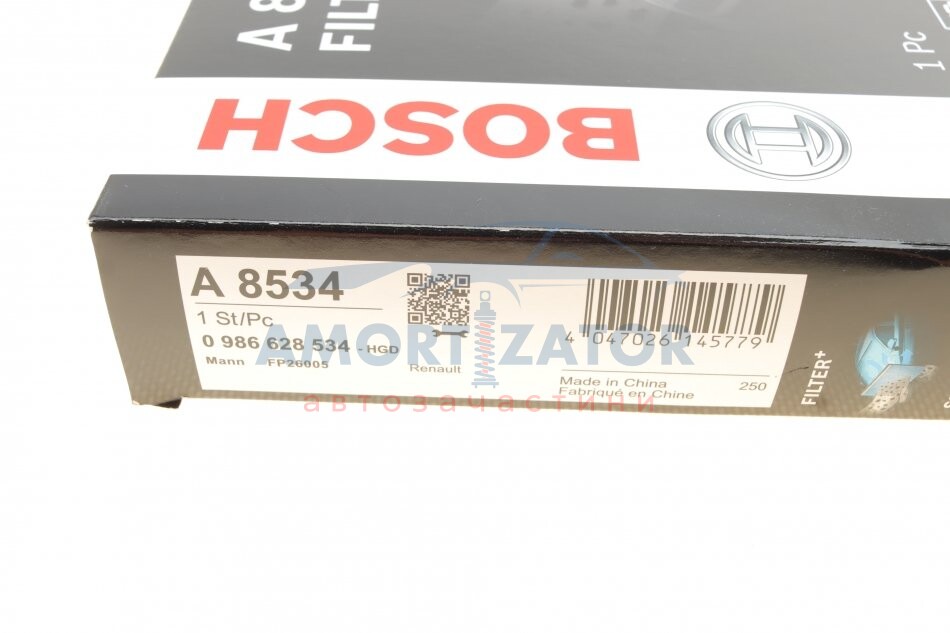 A 8
FILT
1 Pc
BOSCH
A 8534
1 St/Pc
0 986 628 534 - HGD
Mann FP26005
Renault
4 047026 145779
Made in China
Fabriqué en Chine
250
FILTER+
AMORTIZATOR
автозачастини